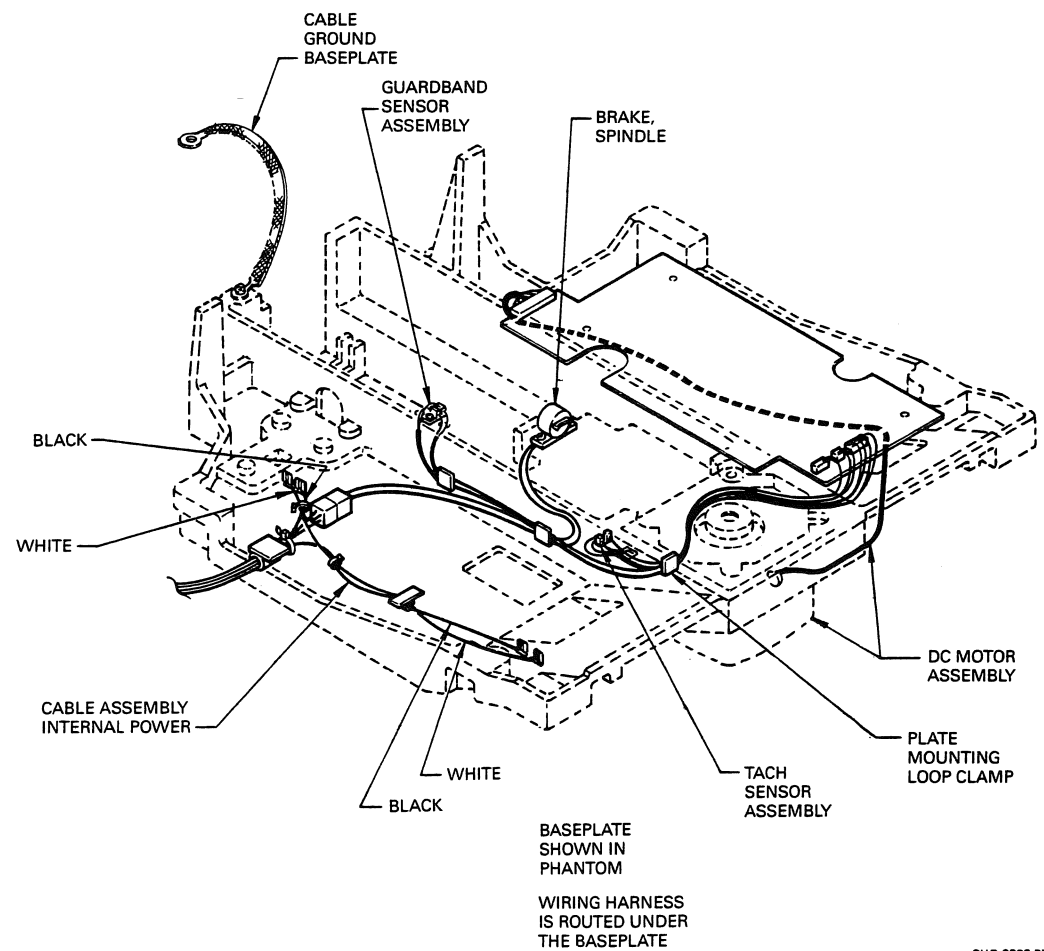 CABLE
GROUND
BASEPLATE
GUARDBAND
SENSOR
ASSEMBLY
BRAKE,
SPINDLE
BLACK
WHITE
CABLE ASSEMBLY
INTERNAL POWER
WHITE
BLACK
DC MOTOR
ASSEMBLY
PLATE
MOUNTING
LOOP CLAMP
TACH
SENSOR
ASSEMBLY
BASEPLATE
SHOWN IN
PHANTOM
WIRING HARNESS
IS ROUTED UNDER
THE BASEPLATE